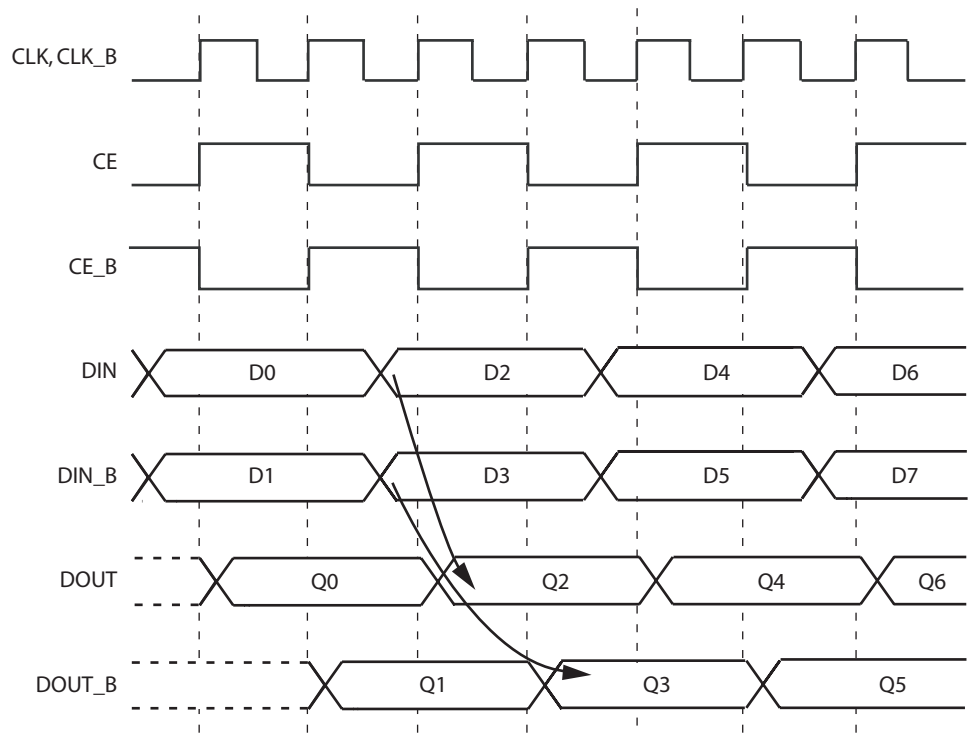 CLK, CLK_B
CE
CE_B
DIN D0 D2 D4 D6
DIN_B D1 D3 D5 D7
DOUT Q0 Q2 Q4 Q6
DOUT_B Q1 Q3 Q5